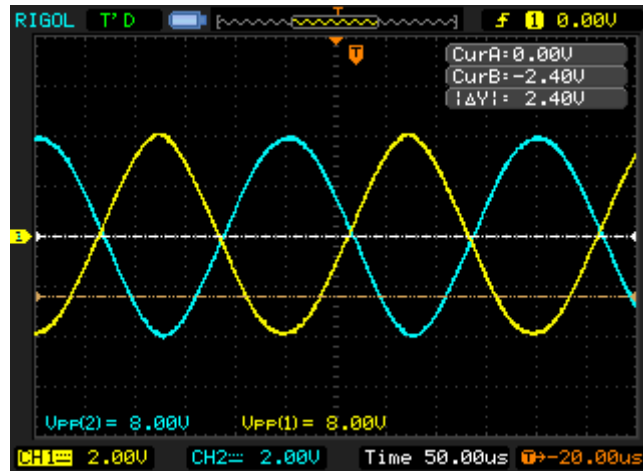 RIGOL T'D T f 1 0.00V
T
CurA:0.00V
CurB:-2.40V
|ΔY|: 2.40V
1
Vpp(2)= 8.00V Vpp(1)= 8.00V
CH1 2.00V CH2 2.00V Time 50.00us T→-20.00us